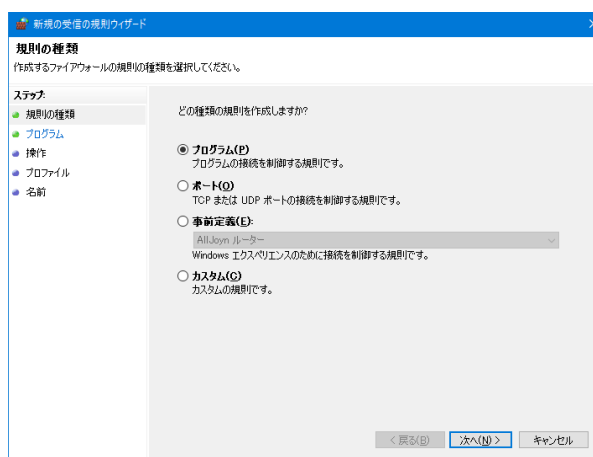 新規の受信の規則ウィザード
規則の種類
作成するファイアウォールの規則の種類を選択してください。
ステップ:
規則の種類
プログラム
操作
プロファイル
名前
どの種類の規則を作成しますか?
プログラム(P)
プログラムの接続を制御する規則です。
ポート(O)
TCP または UDP ポートの接続を制御する規則です。
事前定義(E):
AllJoyn ルーター
Windows エクスペリエンスのために接続を制御する規則です。
カスタム(C)
カスタムの規則です。
< 戻る(B) 次へ(N) > キャンセル